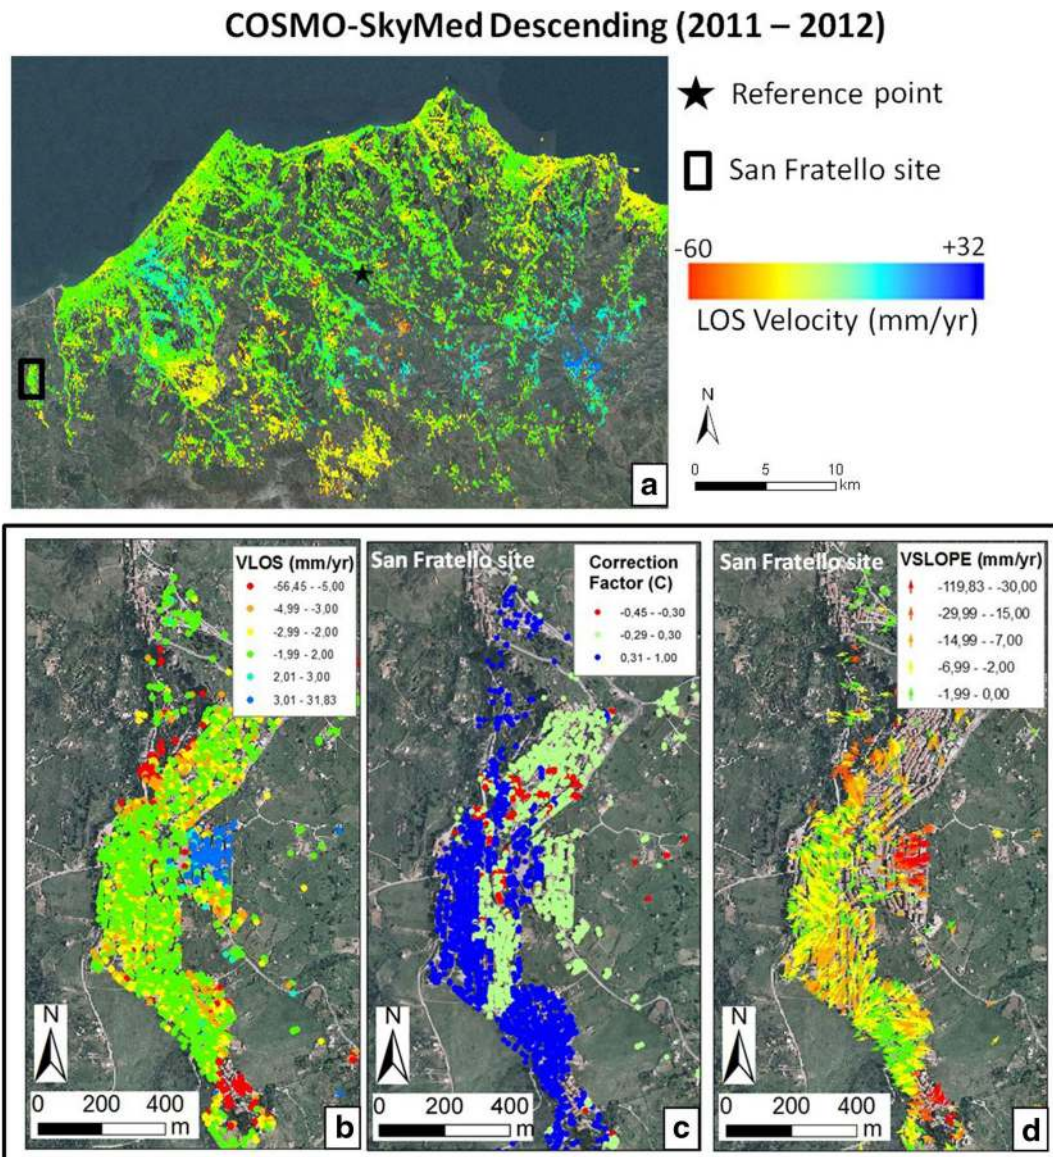 COSMO-SkyMed Descending (2011 – 2012)
Reference point
San Fratello site
-60 +32
LOS Velocity (mm/yr)
N
0 5 10
km
a
VLOS (mm/yr)
-56,45 - -5,00
-4,99 - -3,00
-2,99 - -2,00
-1,99 - 2,00
2,01 - 3,00
3,01 - 31,83
N
0 200 400
m
b
San Fratello site
Correction
Factor (C)
-0,45 - -0,30
-0,29 - 0,30
0,31 - 1,00
N
0 200 400
m
c
San Fratello site
VSLOPE (mm/yr)
-119,83 - -30,00
-29,99 - -15,00
-14,99 - -7,00
-6,99 - -2,00
-1,99 - 0,00
N
0 200 400
m
d